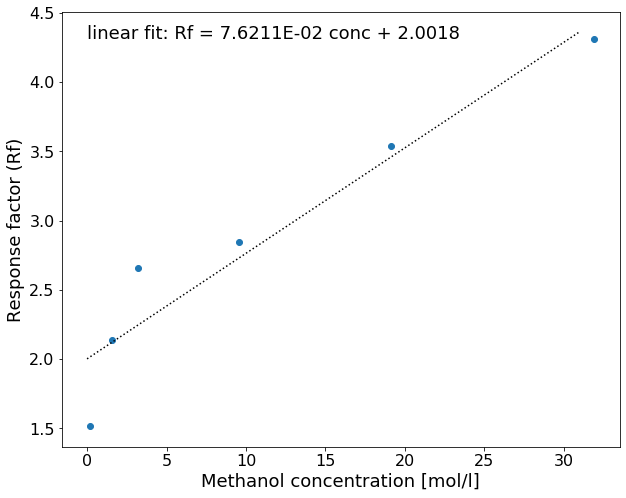 linear fit: Rf = 7.6211E-02 conc + 2.0018
4.5
4.0
3.5
3.0
2.5
2.0
1.5
Response factor (Rf)
0 5 10 15 20 25 30
Methanol concentration [mol/l]